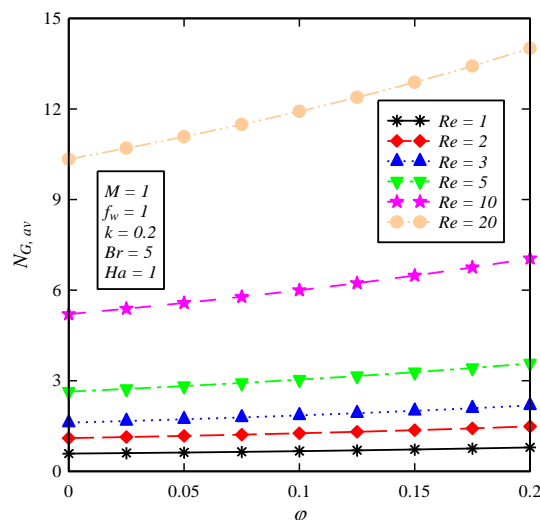 15
12
9
6
3
0
N_G, av
M = 1
f_w = 1
k = 0.2
Br = 5
Ha = 1
Re = 1
Re = 2
Re = 3
Re = 5
Re = 10
Re = 20
0 0.05 0.1 0.15 0.2
φ